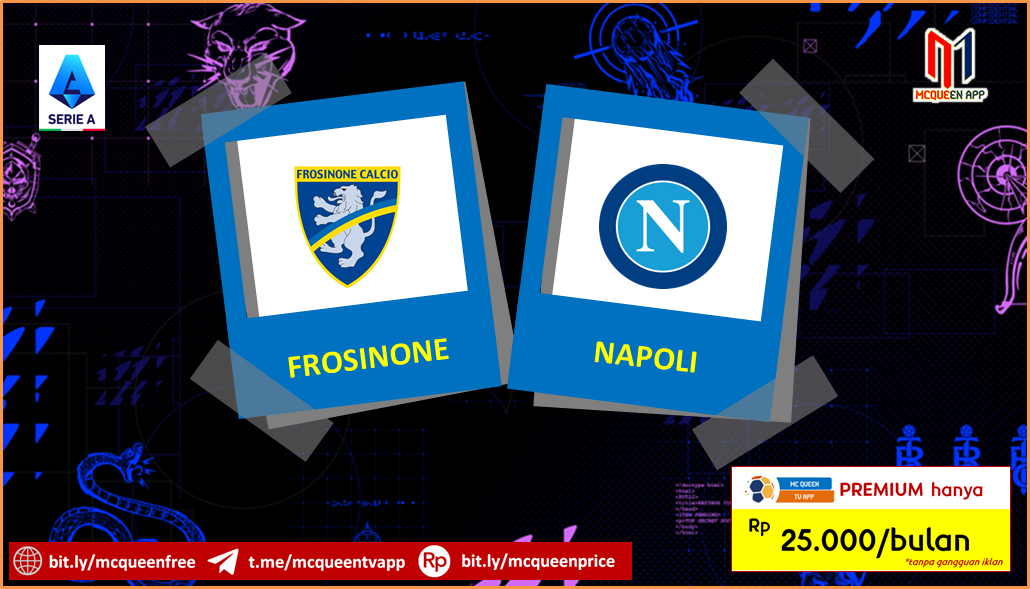 SERIE A
MCQUEEN APP
FROSINONE CALCIO
N
FROSINONE
NAPOLI
MC QUEEN
TV APP
PREMIUM hanya
Rp 25.000/bulan
*tanpa gangguan iklan
bit.ly/mcqueenfree
t.me/mcqueentvapp
Rp
bit.ly/mcqueenprice